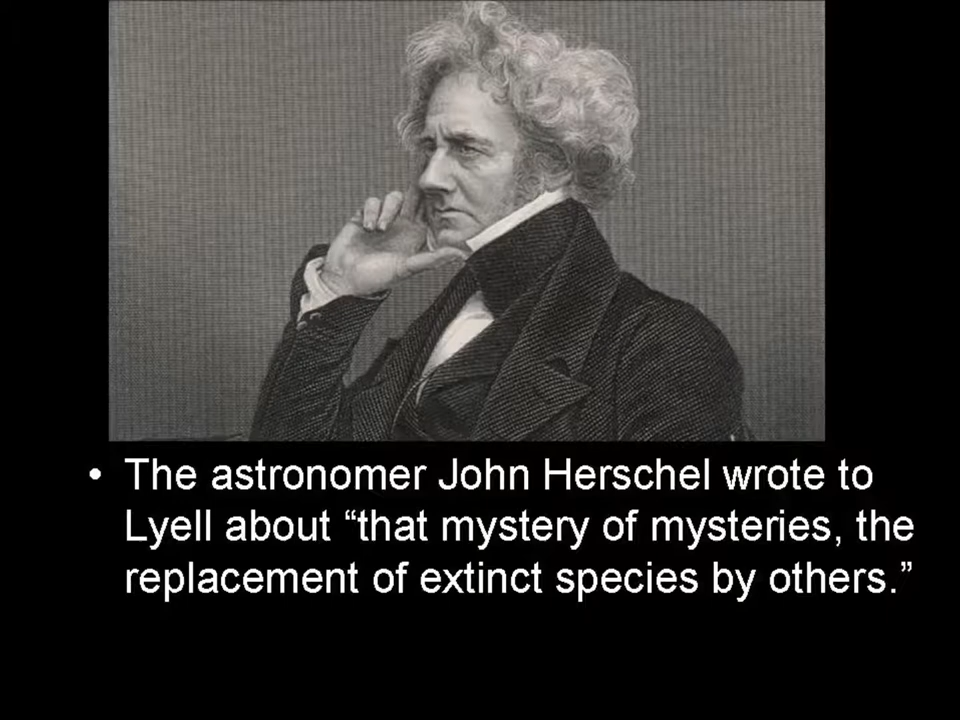 • The astronomer John Herschel wrote to
Lyell about “that mystery of mysteries, the
replacement of extinct species by others.”